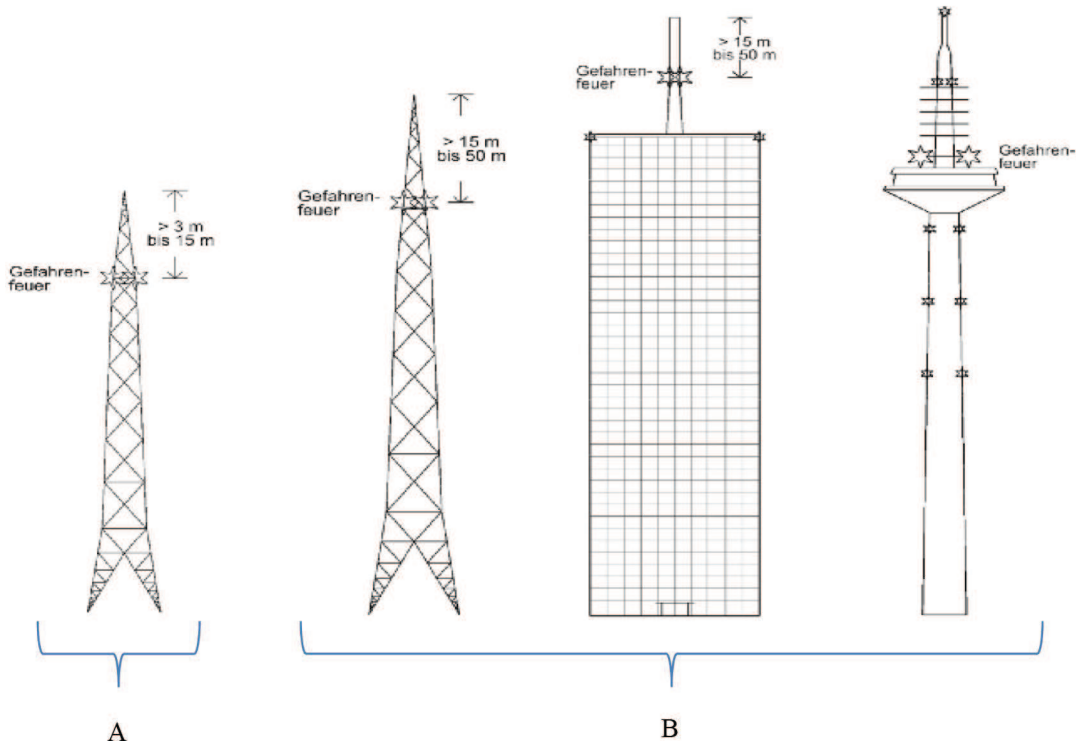 > 3 m
bis 15 m
Gefahren-
feuer
> 15 m
bis 50 m
Gefahren-
feuer
> 15 m
bis 50 m
Gefahren-
feuer
Gefahren-
feuer
A
B